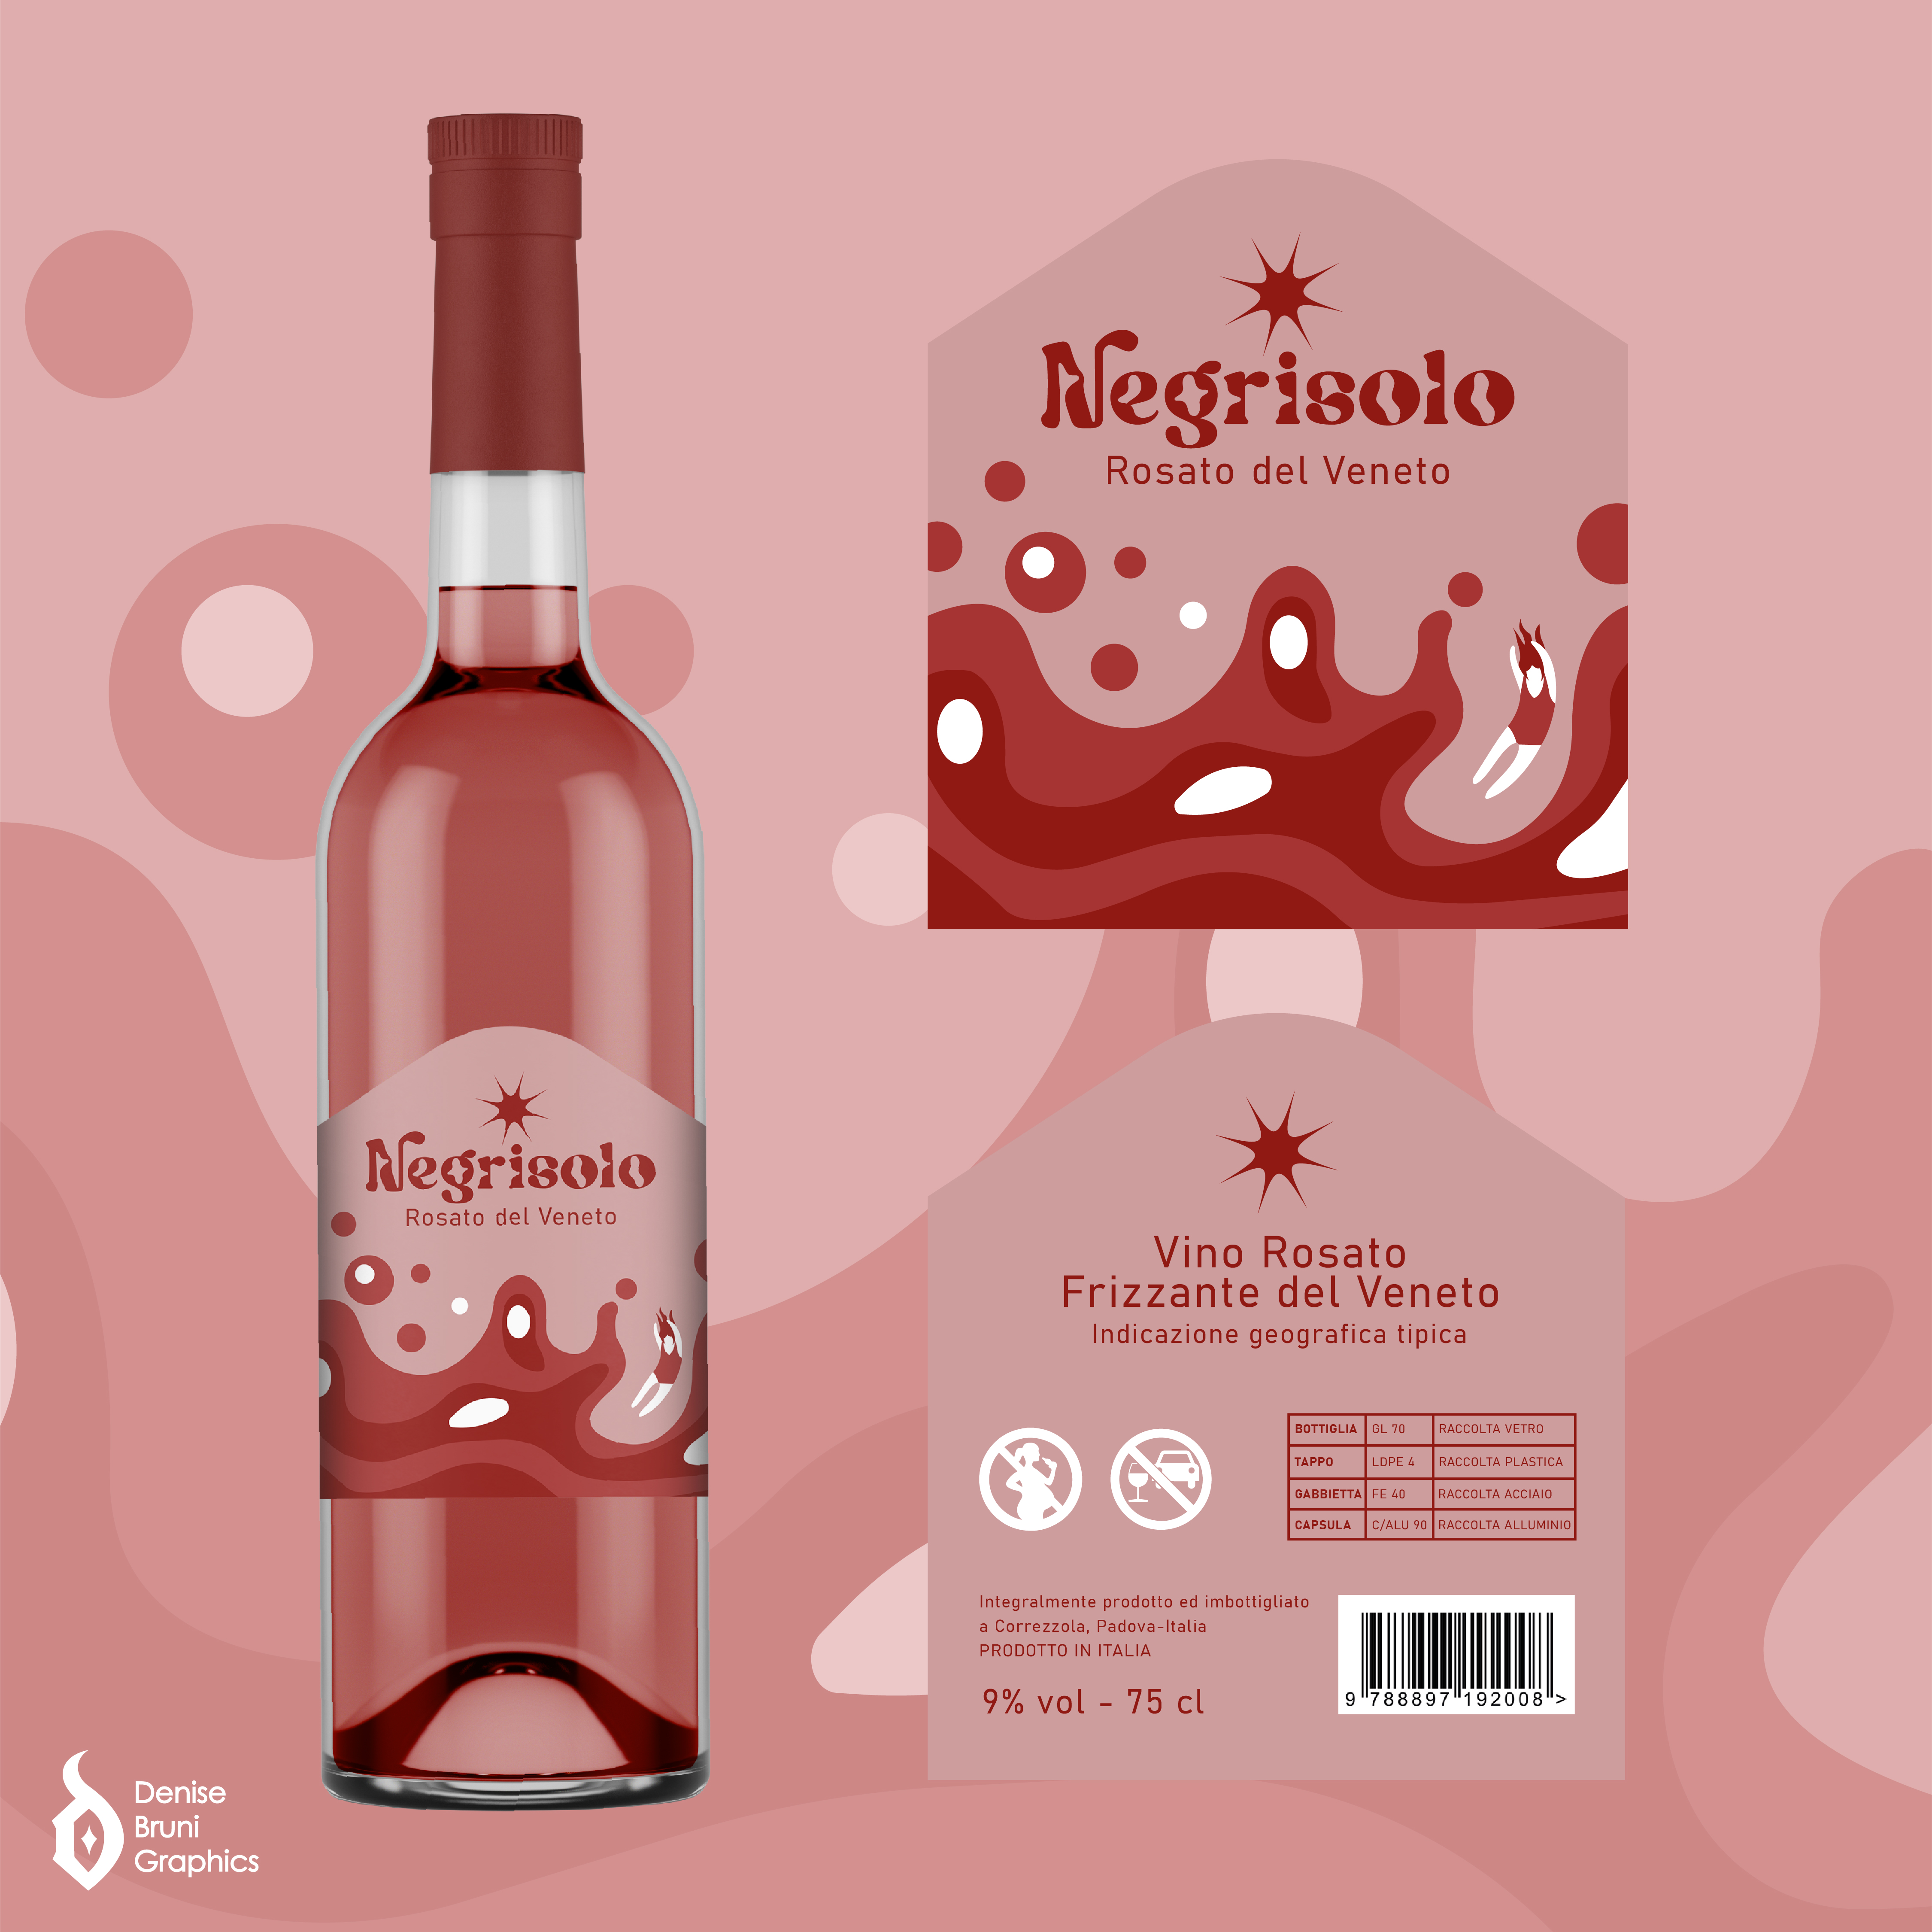 Negrisolo
Rosato del Veneto
Negrisolo
Rosato del Veneto
Vino Rosato
Frizzante del Veneto
Indicazione geografica tipica
BOTTIGLIA GL 70 RACCOLTA VETRO
TAPPO LDPE 4 RACCOLTA PLASTICA
GABBIETTA FE 40 RACCOLTA ACCIAIO
CAPSULA C/ALU 90 RACCOLTA ALLUMINIO
Integralmente prodotto ed imbottigliato
a Correzzola, Padova-Italia
PRODOTTO IN ITALIA
9% vol - 75 cl
9 788897 192008 >
Denise
Bruni
Graphics